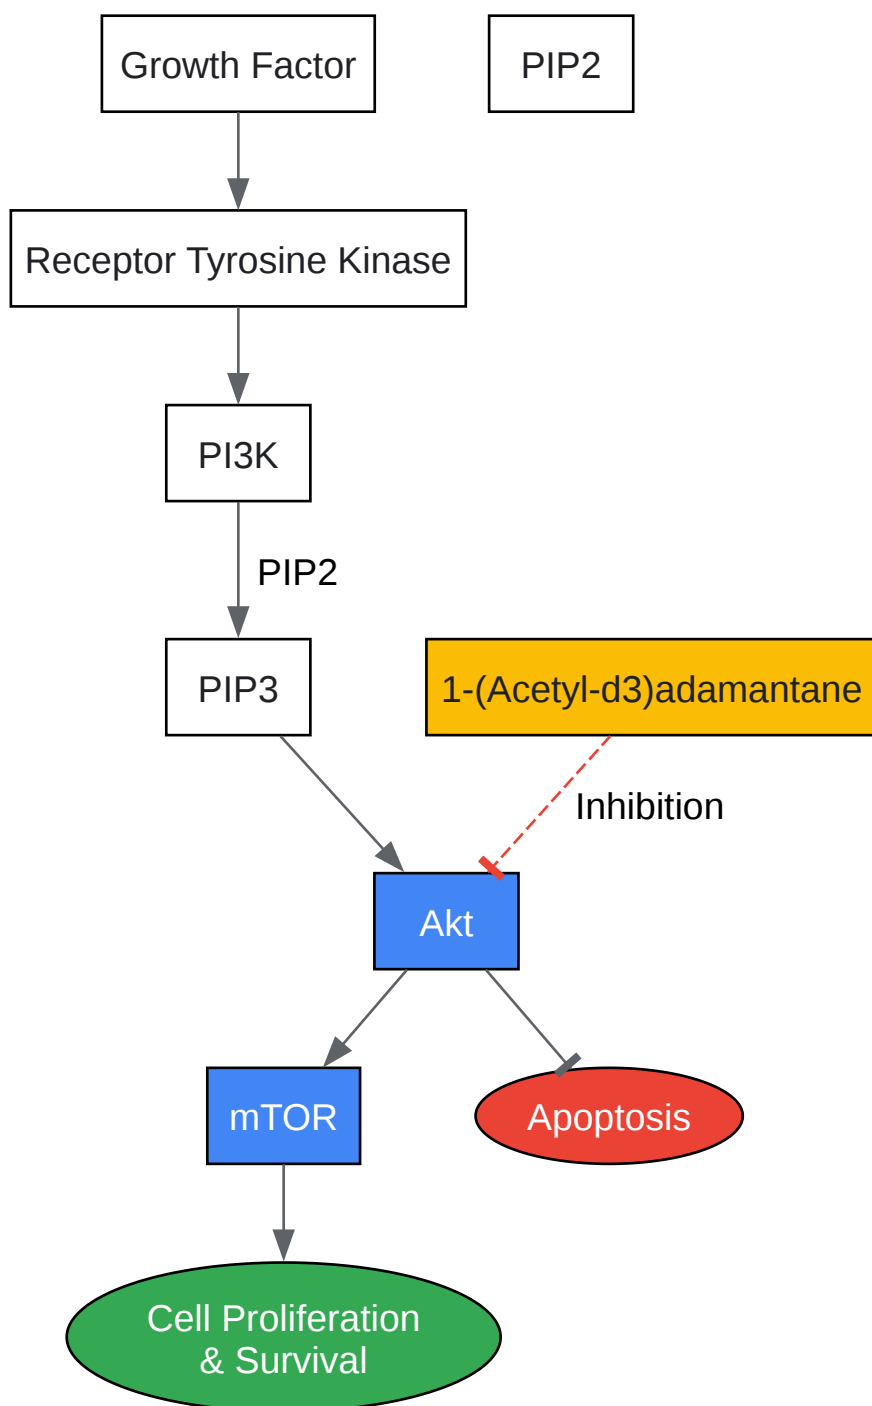 Growth Factor
PIP2
Receptor Tyrosine Kinase
PI3K
PIP2
PIP3
1-(Acetyl-d3)adamantane
Inhibition
Akt
mTOR
Apoptosis
Cell Proliferation
& Survival